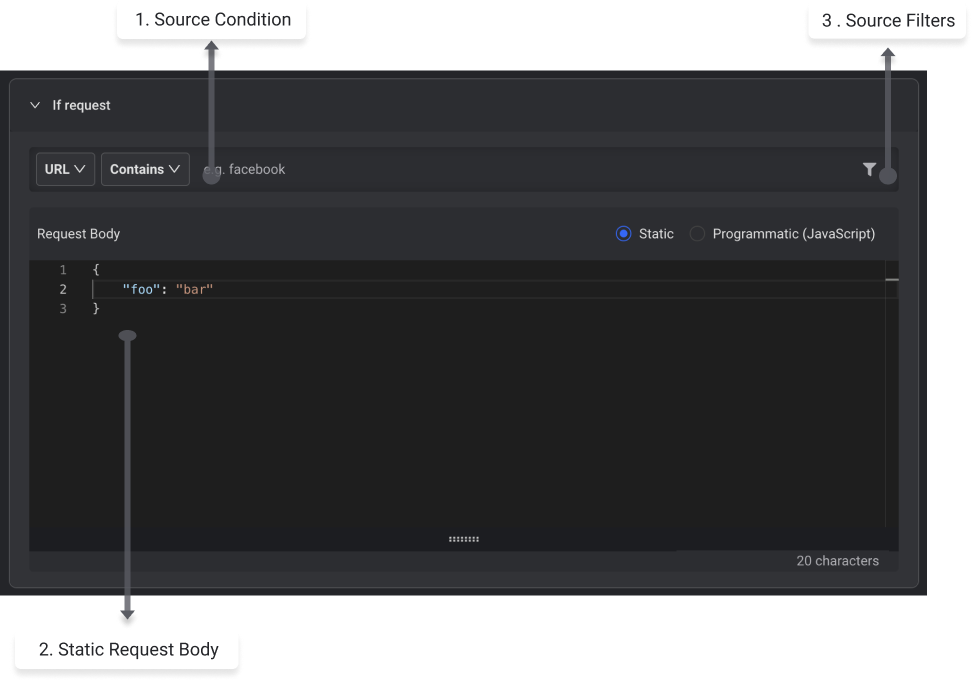 1. Source Condition
3 . Source Filters
If request
URL Contains e.g. facebook
Request Body Static Programmatic (JavaScript)
1 {
2 "foo": "bar"
3 }
20 characters
2. Static Request Body